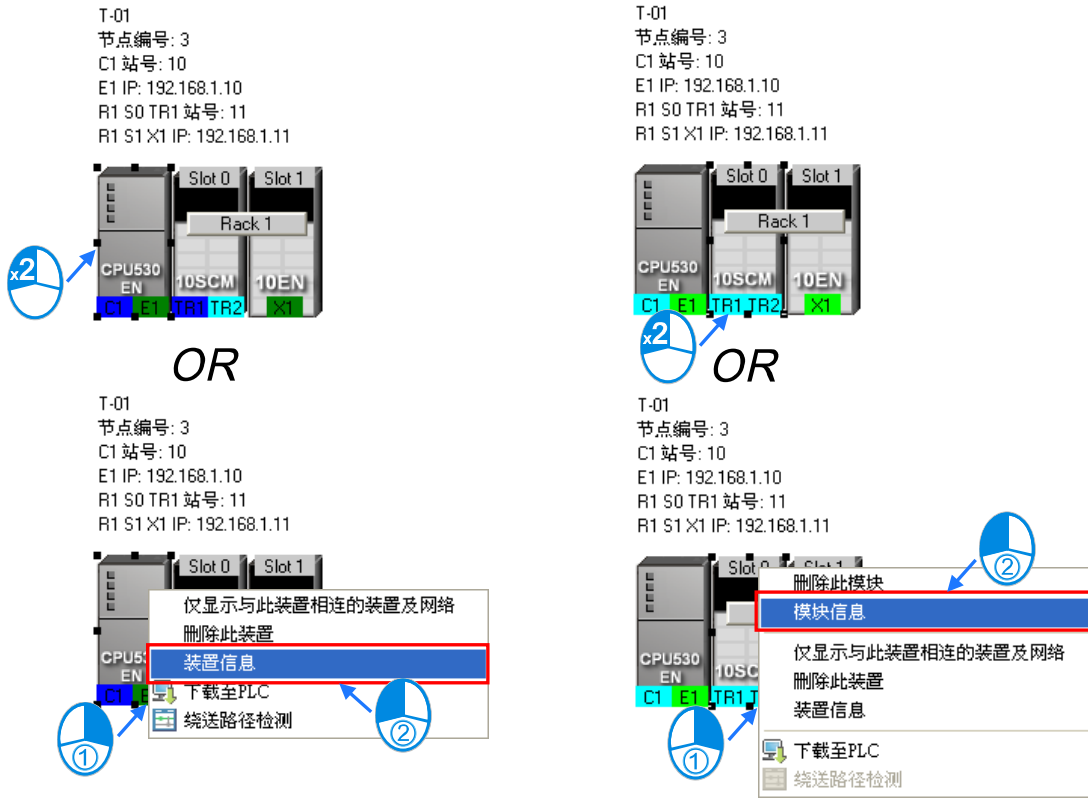 T-01
节点编号: 3
C1 站号: 10
E1 IP: 192.168.1.10
R1 S0 TR1 站号: 11
R1 S1 X1 IP: 192.168.1.11
Slot 0
Slot 1
Rack 1
CPU530
EN
10SCM
10EN
C1
E1
TR1
TR2
X1
x2
OR
T-01
节点编号: 3
C1 站号: 10
E1 IP: 192.168.1.10
R1 S0 TR1 站号: 11
R1 S1 X1 IP: 192.168.1.11
Slot 0
Slot 1
CPU5
EN
C1
仅显示与此装置相连的装置及网络
删除此装置
装置信息
下载至PLC
绕送路径检测
①
②
T-01
节点编号: 3
C1 站号: 10
E1 IP: 192.168.1.10
R1 S0 TR1 站号: 11
R1 S1 X1 IP: 192.168.1.11
Slot 0
Slot 1
Rack 1
CPU530
EN
10SCM
10EN
C1
E1
TR1
TR2
X1
x2
OR
T-01
节点编号: 3
C1 站号: 10
E1 IP: 192.168.1.10
R1 S0 TR1 站号: 11
R1 S1 X1 IP: 192.168.1.11
CPU530
EN
10SC
C1
E1
TR1
删除此模块
模块信息
仅显示与此装置相连的装置及网络
删除此装置
装置信息
下载至PLC
绕送路径检测
①
②